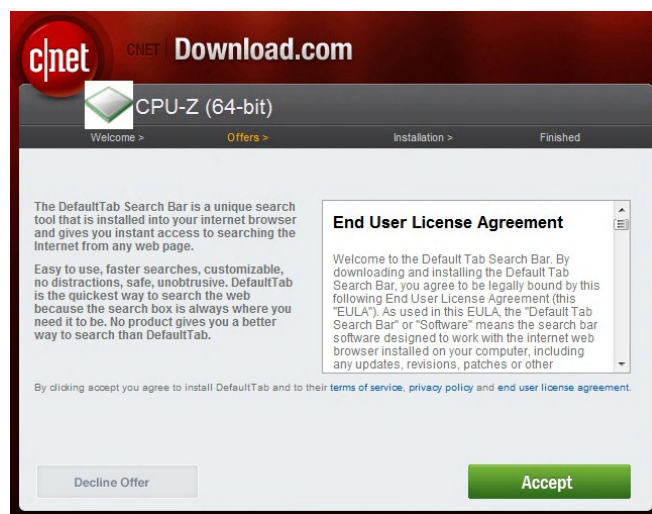 c|net CNET Download.com
CPU-Z (64-bit)
Welcome > Offers > Installation > Finished
The DefaultTab Search Bar is a unique search
tool that is installed into your internet browser
and gives you instant access to searching the
Internet from any web page.
Easy to use, faster searches, customizable,
no distractions, safe, unobtrusive. DefaultTab
is the quickest way to search the web
because the search box is always where you
need it to be. No product gives you a better
way to search than DefaultTab.
End User License Agreement
Welcome to the Default Tab Search Bar. By
downloading and installing the Default Tab
Search Bar, you agree to be legally bound by this
following End User License Agreement (this
"EULA"). As used in this EULA, the "Default Tab
Search Bar" or "Software" means the search bar
software designed to work with the internet web
browser installed on your computer, including
any updates, revisions, patches or other
By clicking accept you agree to install DefaultTab and to their terms of service, privacy policy and end user license agreement.
Decline Offer
Accept